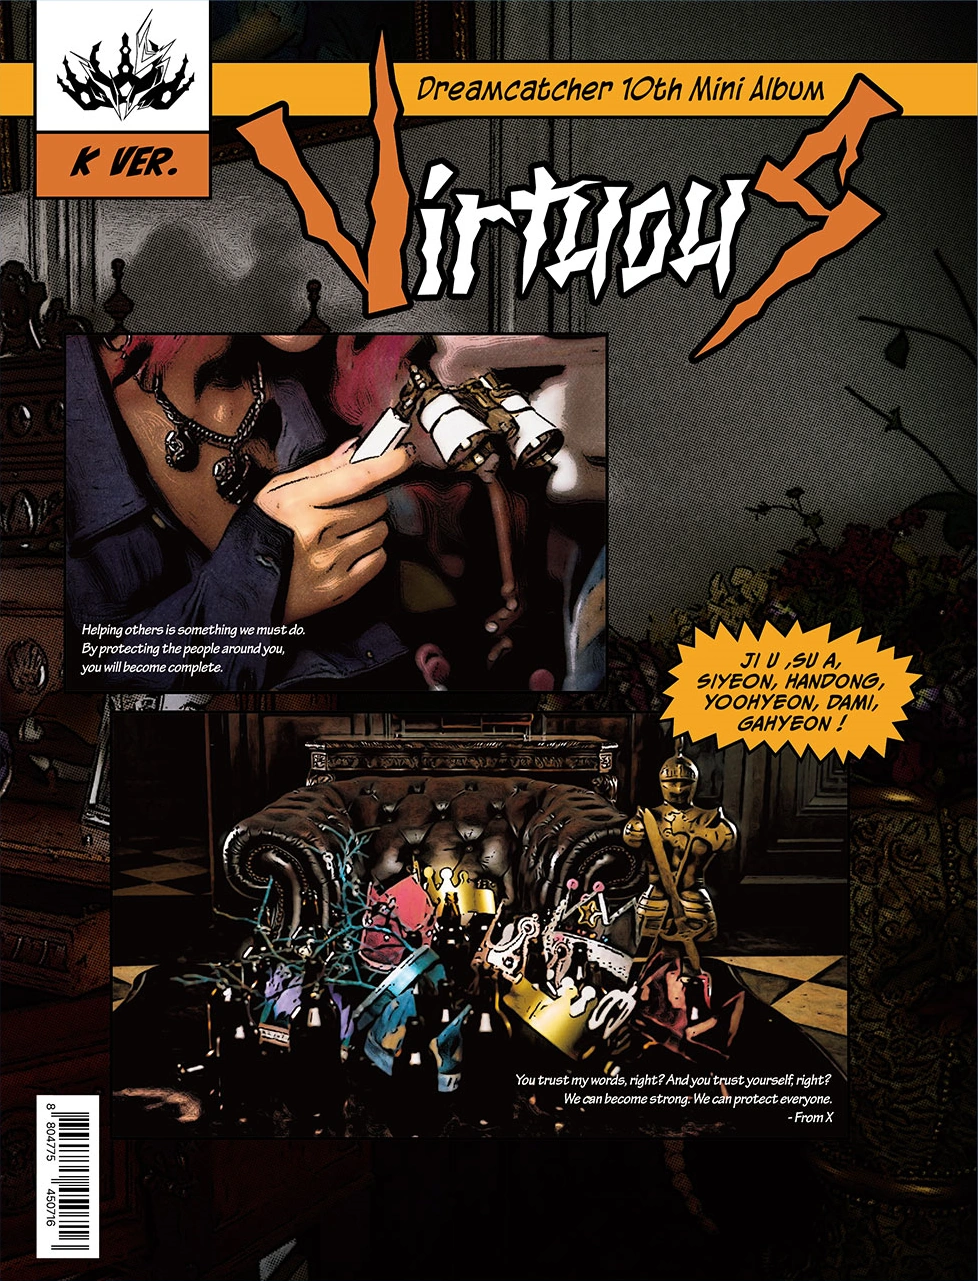 Dreamcatcher 10th Mini Album
K VER.
VirtuouS
Helping others is something we must do.
By protecting the people around you,
you will become complete.
JI U ,SU A,
SIYEON, HANDONG,
YOOHYEON, DAMI,
GAHYEON !
You trust my words, right? And you trust yourself, right?
We can become strong. We can protect everyone.
- From X
8 804775 450716